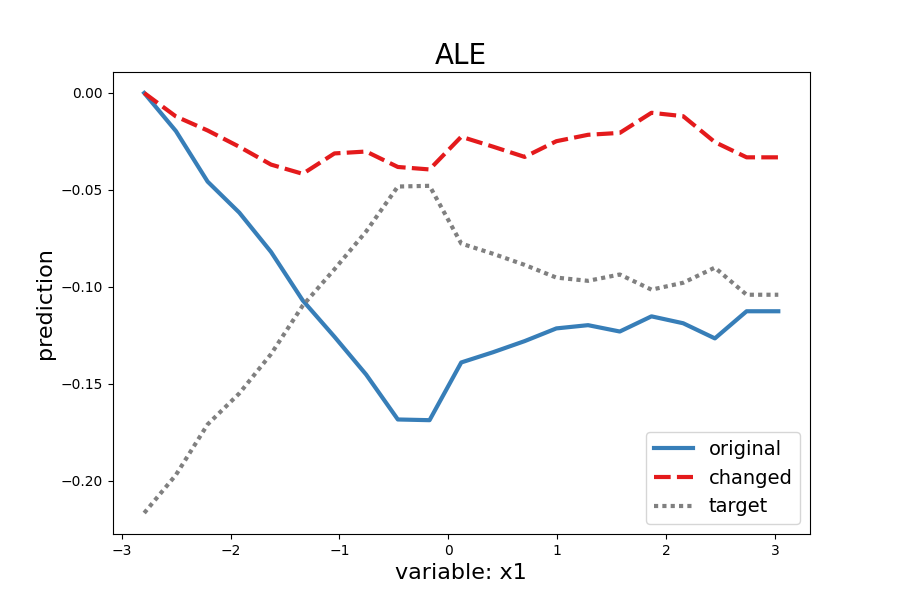 ALE
0.00
−0.05
−0.10
−0.15
−0.20
prediction
−3
−2
−1
0
1
2
3
variable: x1
original
changed
target